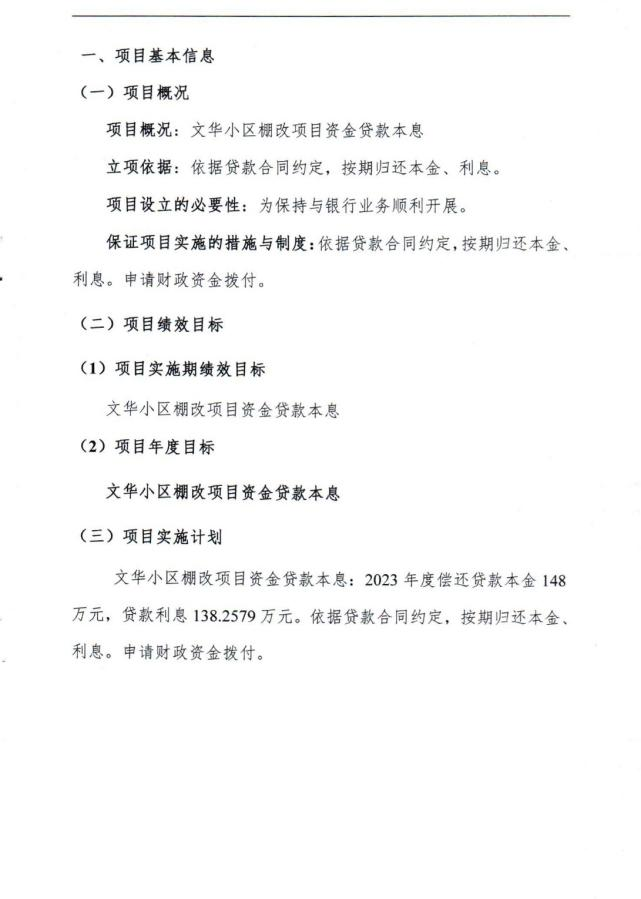 一、项目基本信息
（一）项目概况
项目概况：文华小区棚改项目资金贷款本息
立项依据：依据贷款合同约定，按期归还本金、利息。
项目设立的必要性：为保持与银行业务顺利开展。
保证项目实施的措施与制度：依据贷款合同约定，按期归还本金、
利息。申请财政资金拨付。
（二）项目绩效目标
（1）项目实施期绩效目标
文华小区棚改项目资金贷款本息
（2）项目年度目标
文华小区棚改项目资金贷款本息
（三）项目实施计划
文华小区棚改项目资金贷款本息：2023 年度偿还贷款本金 148
万元，贷款利息 138.2579 万元。依据贷款合同约定，按期归还本金、
利息。申请财政资金拨付。